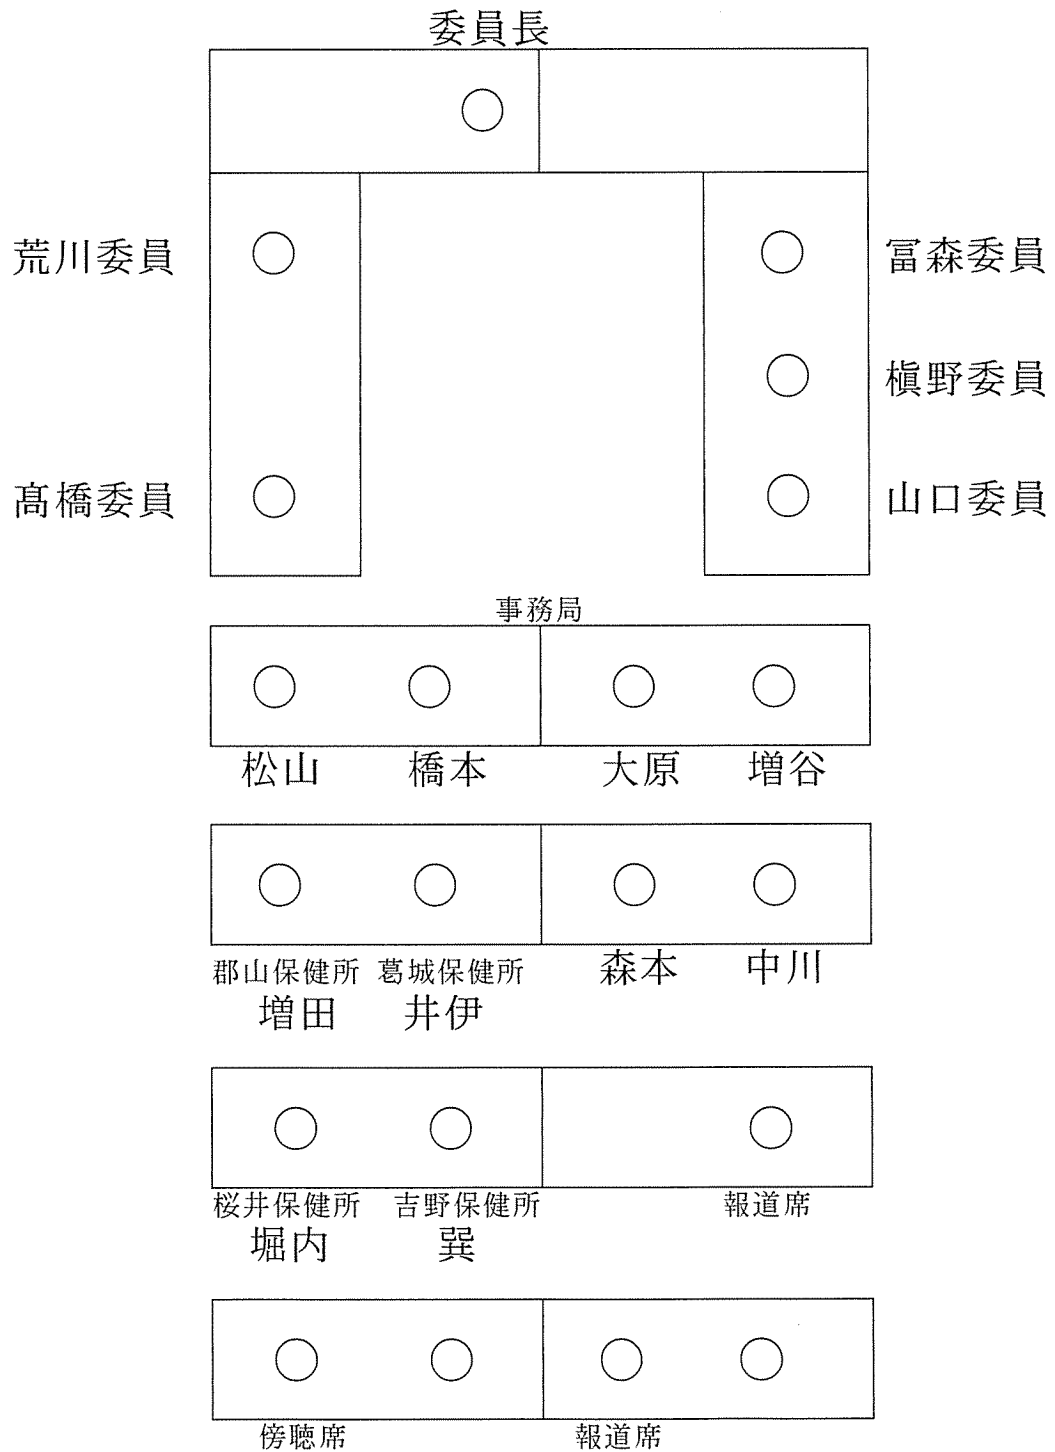 委員長
荒川委員
冨森委員
槇野委員
髙橋委員
山口委員
事務局
松山 橋本 大原 増谷
郡山保健所 葛城保健所 森本 中川
増田 井伊
桜井保健所 吉野保健所 報道席
堀内 巽
傍聴席 報道席